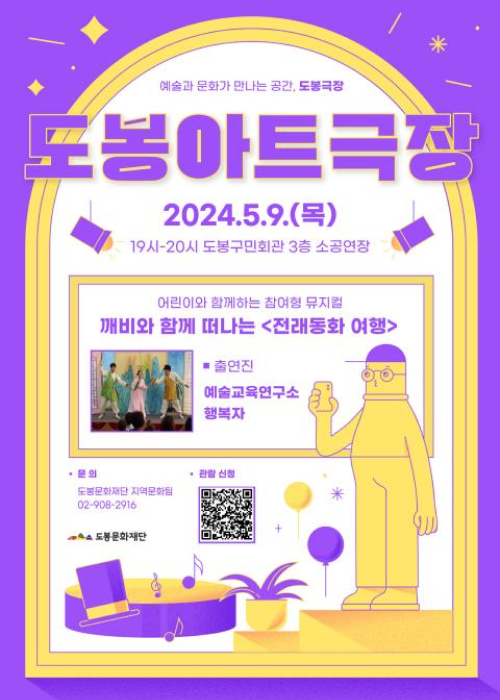 예술과 문화가 만나는 공간, 도봉극장
도봉아트극장
2024.5.9.(목)
19시-20시 도봉구민회관 3층 소공연장
어린이와 함께하는 참여형 뮤지컬
깨비와 함께 떠나는 <전래동화 여행>
■ 출연진
예술교육연구소
행복자
• 문 의
도봉문화재단 지역문화팀
02-908-2916
• 관람 신청
도봉문화재단